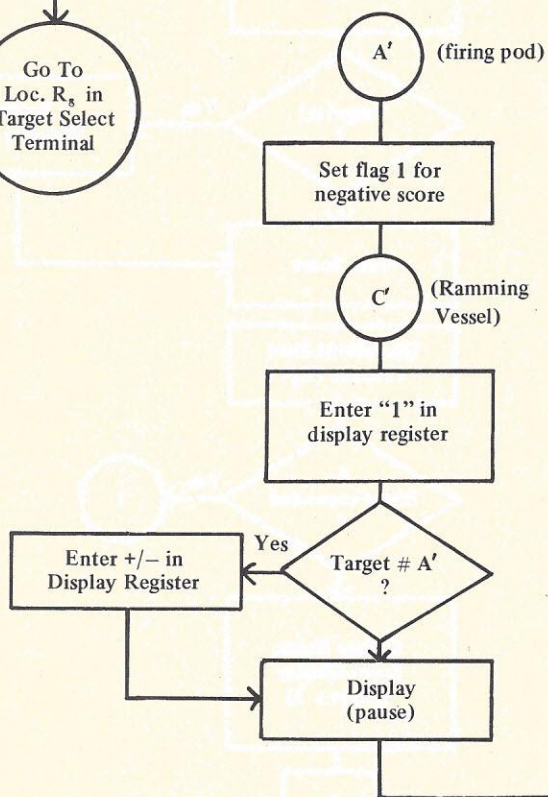 Go To
Loc. R₈ in
Target Select
Terminal
A′
(firing pod)
Set flag 1 for
negative score
C′
(Ramming
Vessel)
Enter “1” in
display register
Target # A′
?
Yes
Enter +/− in
Display Register
Display
(pause)